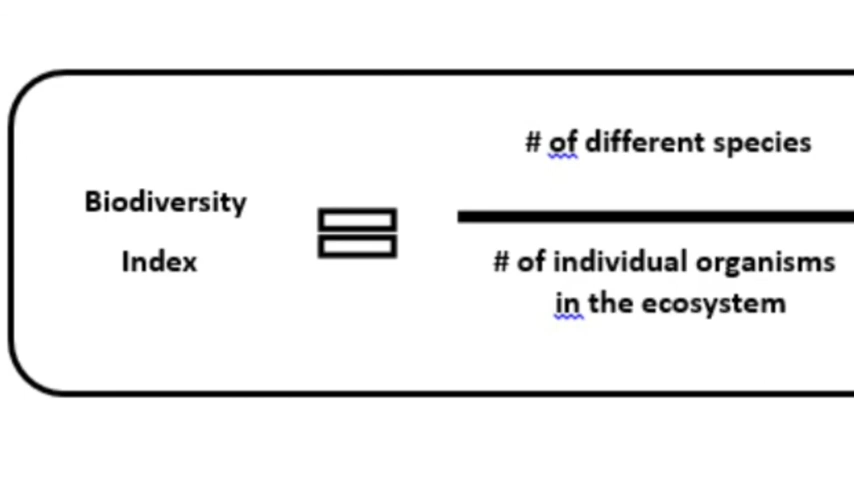 # of different species
Biodiversity
Index
# of individual organisms
in the ecosystem